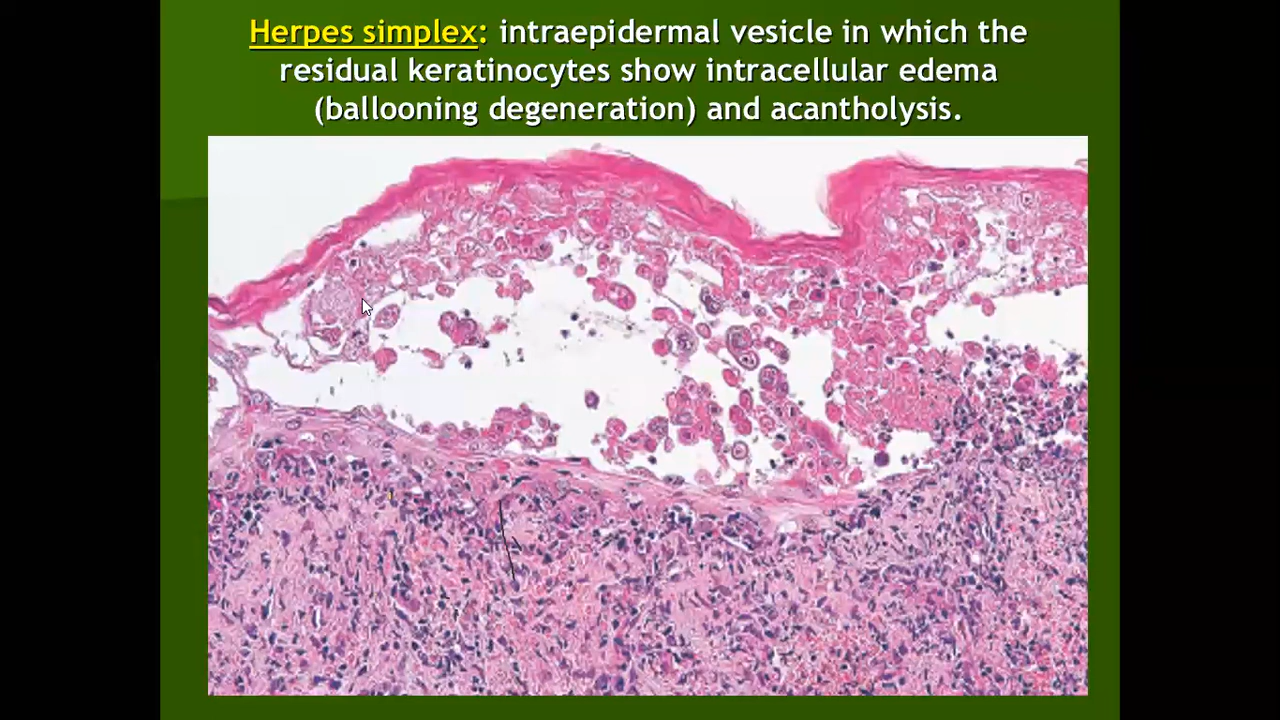 Herpes simplex: intraepidermal vesicle in which the
residual keratinocytes show intracellular edema
(ballooning degeneration) and acantholysis.